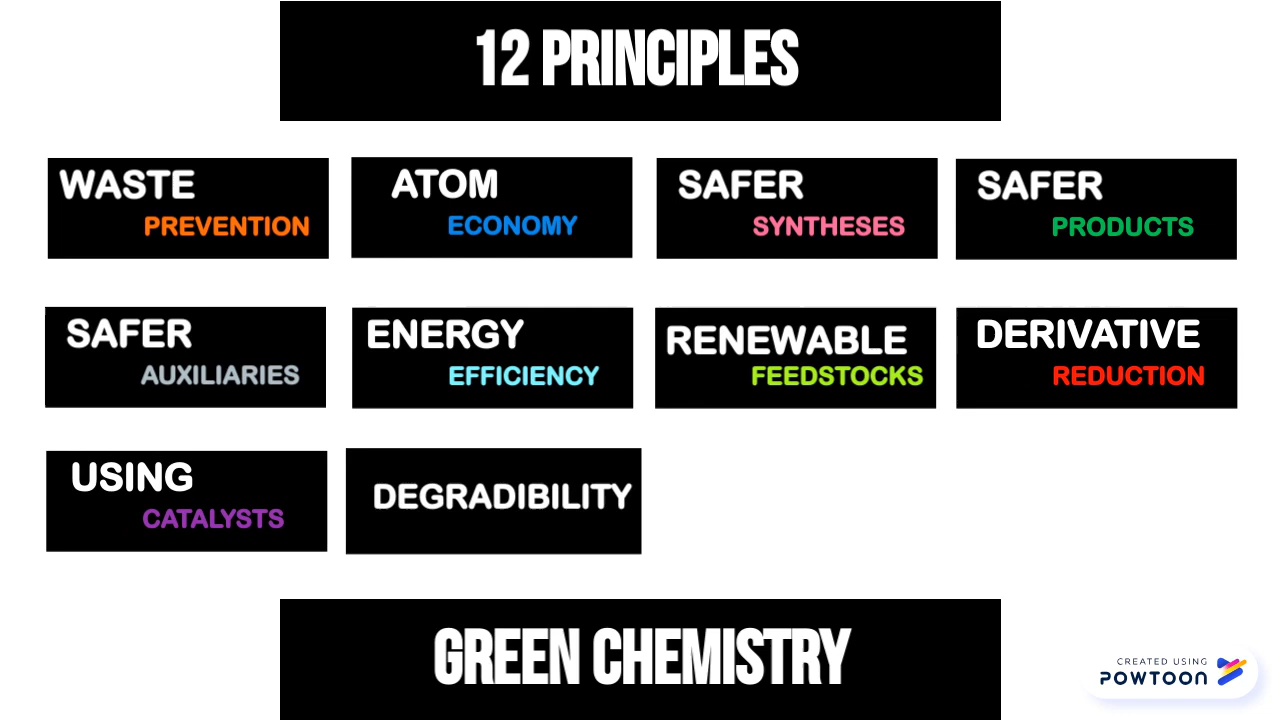 12 PRINCIPLES
WASTE
PREVENTION
ATOM
ECONOMY
SAFER
SYNTHESES
SAFER
PRODUCTS
SAFER
AUXILIARIES
ENERGY
EFFICIENCY
RENEWABLE
FEEDSTOCKS
DERIVATIVE
REDUCTION
USING
CATALYSTS
DEGRADIBILITY
GREEN CHEMISTRY
CREATED USING
POWTOON